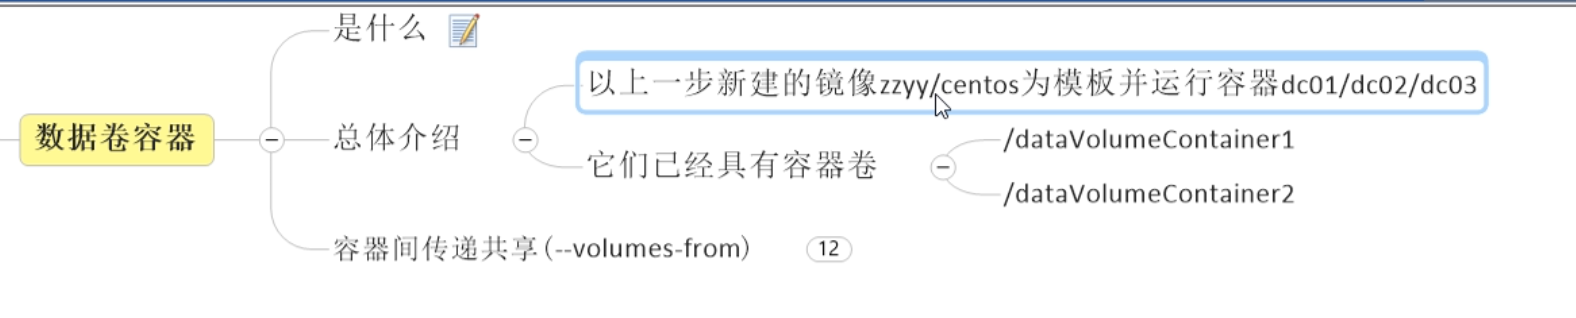 数据卷容器
是什么
总体介绍
以上一步新建的镜像zzyy/centos为模板并运行容器dc01/dc02/dc03
它们已经具有容器卷
/dataVolumeContainer1
/dataVolumeContainer2
容器间传递共享(--volumes-from)
12